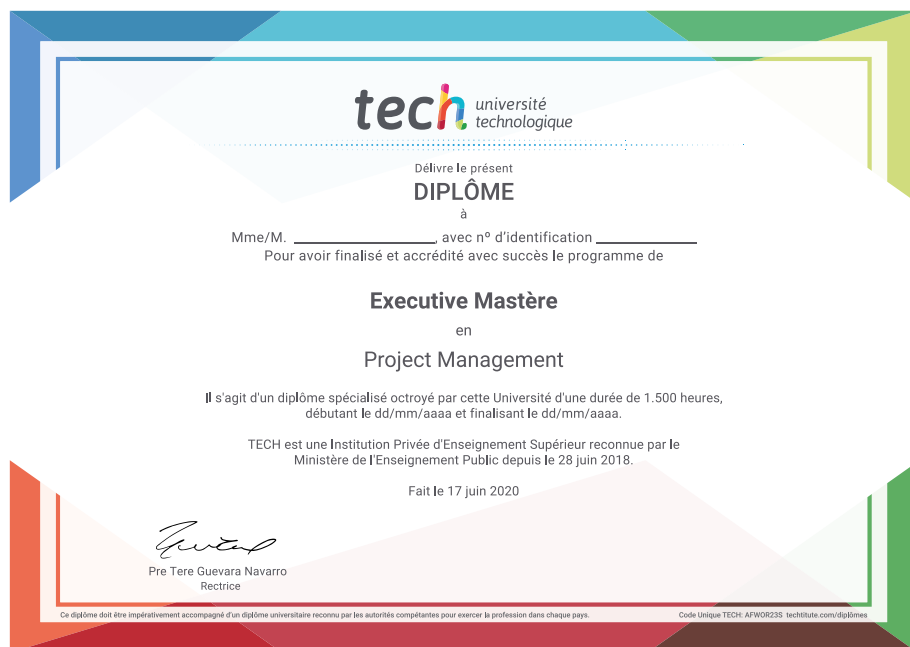 tech université
technologique
Délivre le présent
DIPLÔME
à
Mme/M. ____________, avec nº d'identification ____________
Pour avoir finalisé et accrédité avec succès le programme de
Executive Mastère
en
Project Management
Il s'agit d'un diplôme spécialisé octroyé par cette Université d'une durée de 1.500 heures,
débutant le dd/mm/aaaa et finalisant le dd/mm/aaaa.
TECH est une Institution Privée d'Enseignement Supérieur reconnue par le
Ministère de l'Enseignement Public depuis le 28 juin 2018.
Fait le 17 juin 2020
Pre Tere Guevara Navarro
Rectrice
Ce diplôme doit être impérativement accompagné d'un diplôme universitaire reconnu par les autorités compétantes pour exercer la profession dans chaque pays. Code Unique TECH: AFWOR23S techtitute.com/diplômes